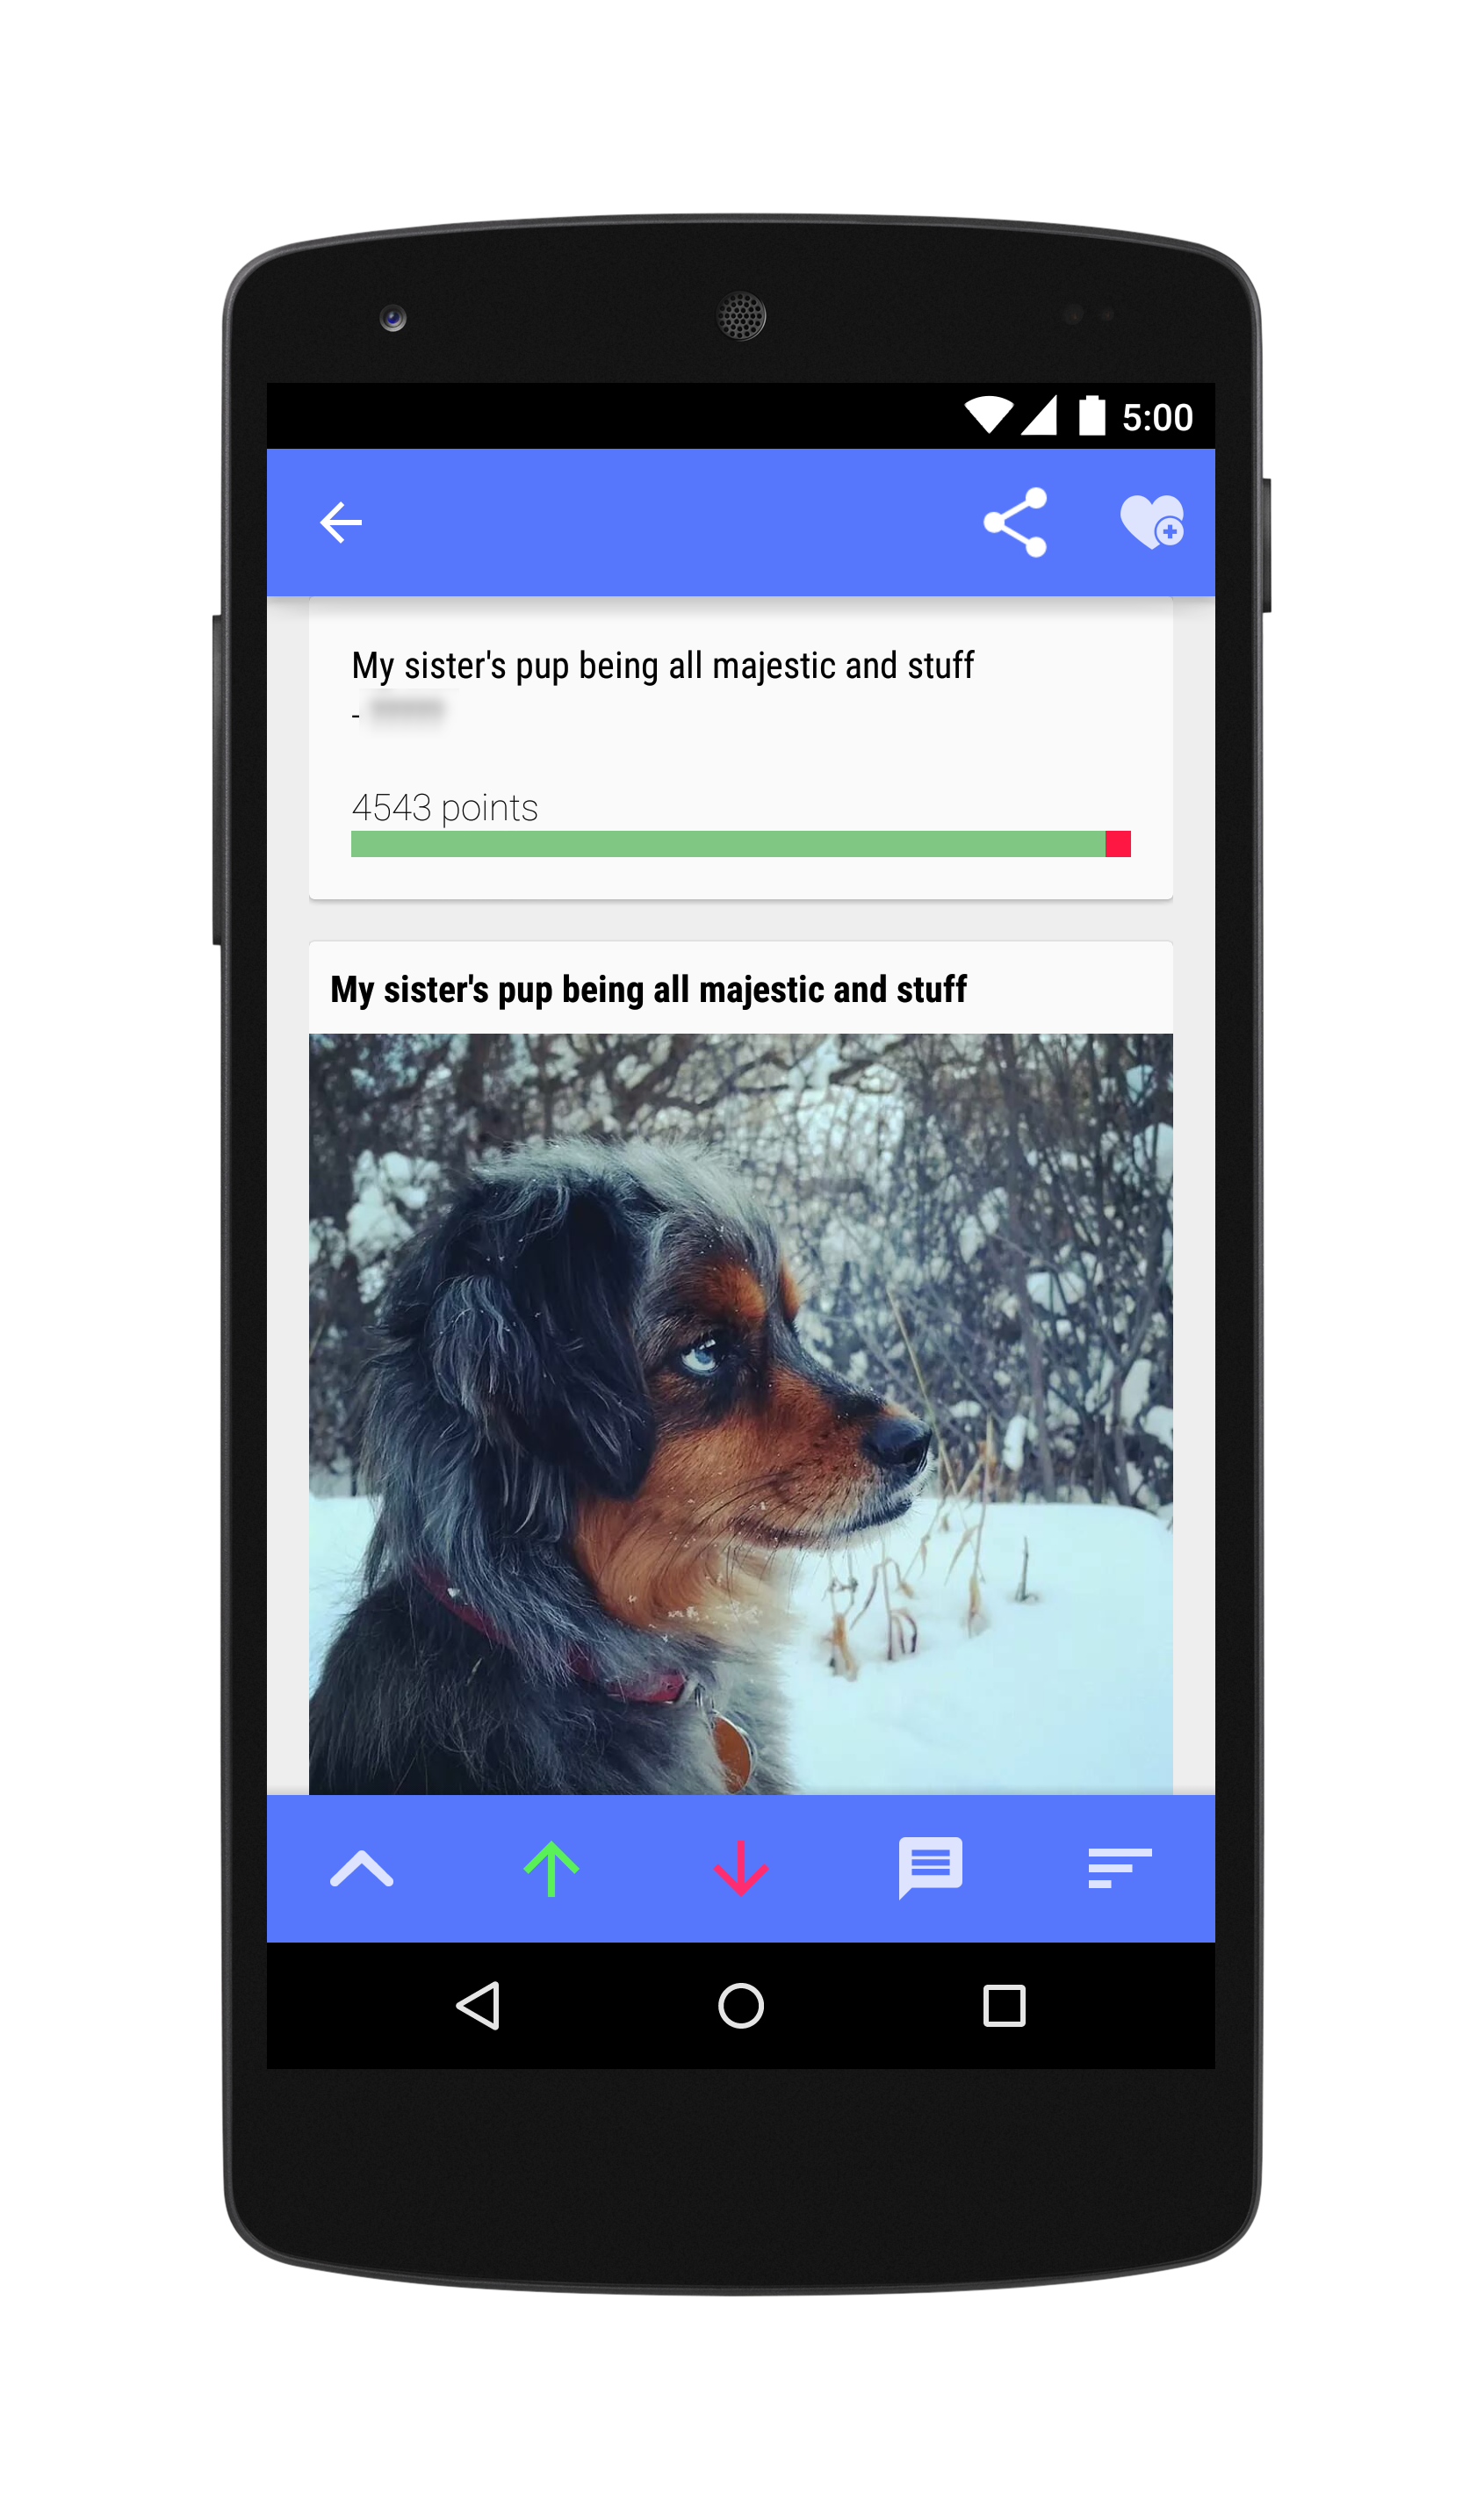 5:00
My sister's pup being all majestic and stuff
-
4543 points
My sister's pup being all majestic and stuff